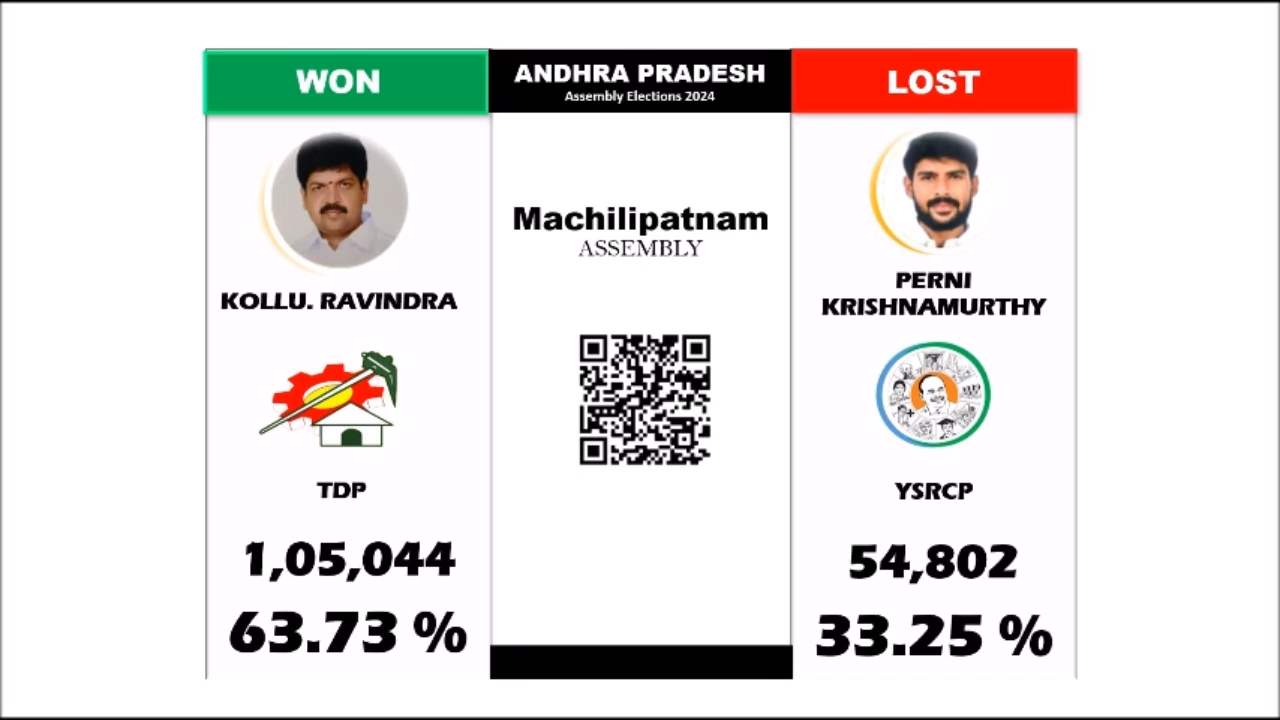 WON
KOLLU. RAVINDRA
TDP
1,05,044
63.73 %
ANDHRA PRADESH
Assembly Elections 2024
Machilipatnam
ASSEMBLY
LOST
PERNI
KRISHNAMURTHY
YSRCP
54,802
33.25 %